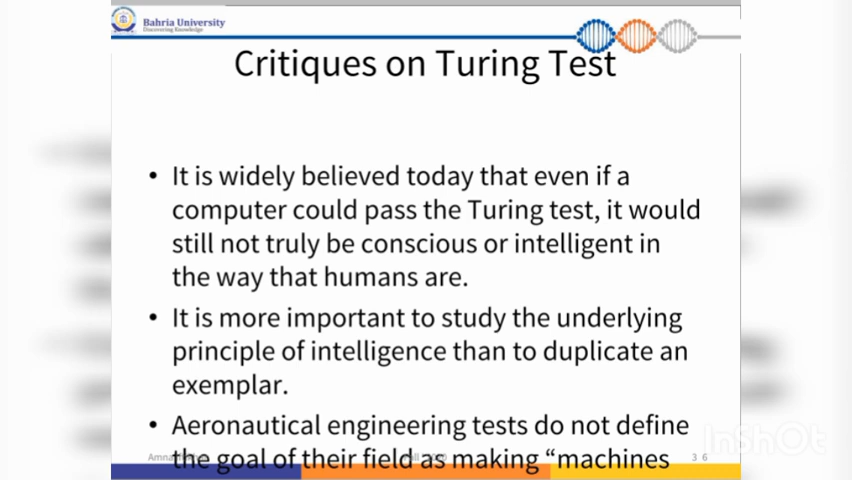 Bahria University
Discovering Knowledge
Critiques on Turing Test
• It is widely believed today that even if a
computer could pass the Turing test, it would
still not truly be conscious or intelligent in
the way that humans are.
• It is more important to study the underlying
principle of intelligence than to duplicate an
exemplar.
• Aeronautical engineering tests do not define
the goal of their field as making “machines
36
InShOt